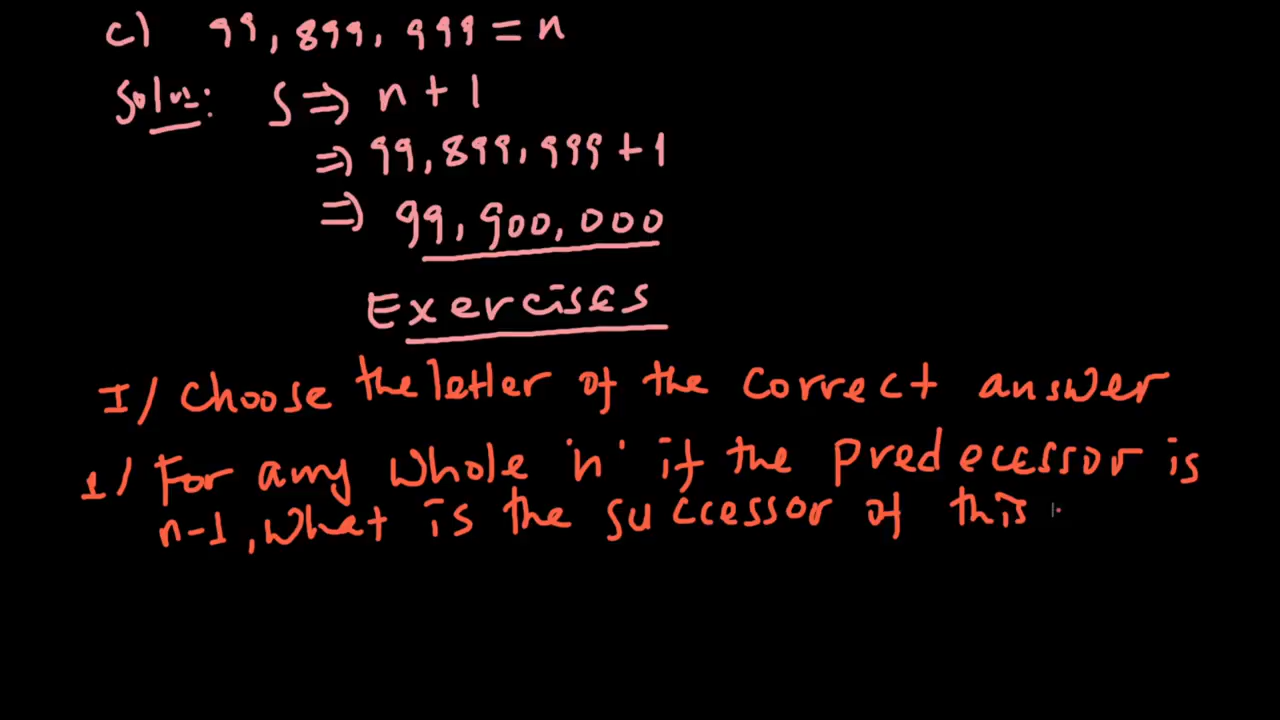 c) 99,899,999 = n
Soln: S ⇒ n + 1
⇒ 99,899,999 + 1
⇒ 99,900,000
Exercises
I/ Choose the letter of the correct answer
1/ For any whole 'n' if the predecessor is
n-1, what is the successor of this